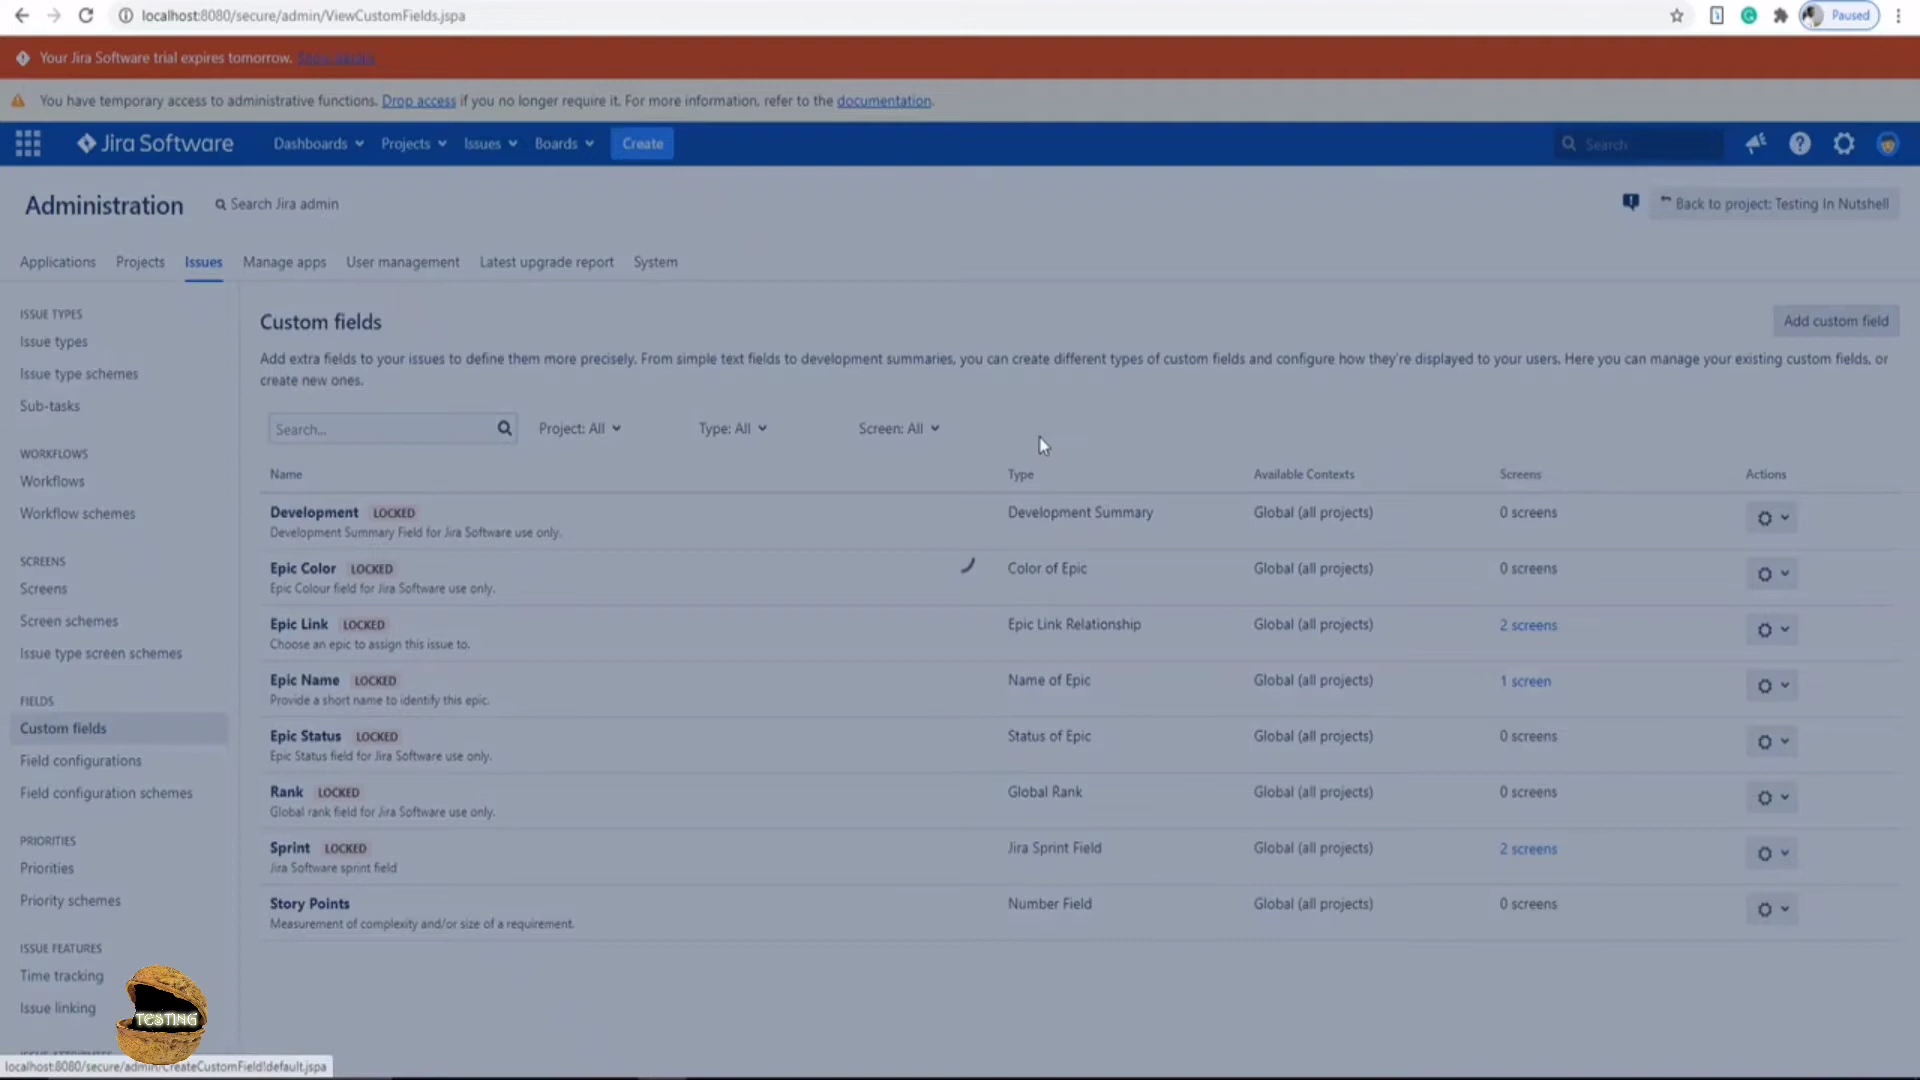 localhost:8080/secure/admin/ViewCustomFields.jspa
Paused
Your Jira Software trial expires tomorrow.
You have temporary access to administrative functions. Drop access if you no longer require it. For more information, refer to the documentation.
Jira Software
Dashboards
Projects
Issues
Boards
Create
Search
Administration
Search Jira admin
Back to project: Testing In Nutshell
Applications
Projects
Issues
Manage apps
User management
Latest upgrade report
System
ISSUE TYPES
Issue types
Issue type schemes
Sub-tasks
WORKFLOWS
Workflows
Workflow schemes
SCREENS
Screens
Screen schemes
Issue type screen schemes
FIELDS
Custom fields
Field configurations
Field configuration schemes
PRIORITIES
Priorities
Priority schemes
ISSUE FEATURES
Time tracking
Issue linking
Custom fields
Add custom field
Add extra fields to your issues to define them more precisely. From simple text fields to development summaries, you can create different types of custom fields and configure how they're displayed to your users. Here you can manage your existing custom fields, or
create new ones.
Search...
Project: All
Type: All
Screen: All
Name Type Available Contexts Screens Actions
Development LOCKED Development Summary Global (all projects) 0 screens
Development Summary Field for Jira Software use only.
Epic Color LOCKED Color of Epic Global (all projects) 0 screens
Epic Colour field for Jira Software use only.
Epic Link LOCKED Epic Link Relationship Global (all projects) 2 screens
Choose an epic to assign this issue to.
Epic Name LOCKED Name of Epic Global (all projects) 1 screen
Provide a short name to identify this epic.
Epic Status LOCKED Status of Epic Global (all projects) 0 screens
Epic Status field for Jira Software use only.
Rank LOCKED Global Rank Global (all projects) 0 screens
Global rank field for Jira Software use only.
Sprint LOCKED Jira Sprint Field Global (all projects) 2 screens
Jira Software sprint field
Story Points Number Field Global (all projects) 0 screens
Measurement of complexity and/or size of a requirement.
TESTING
localhost:8080/secure/admin/CreateCustomField!default.jspa